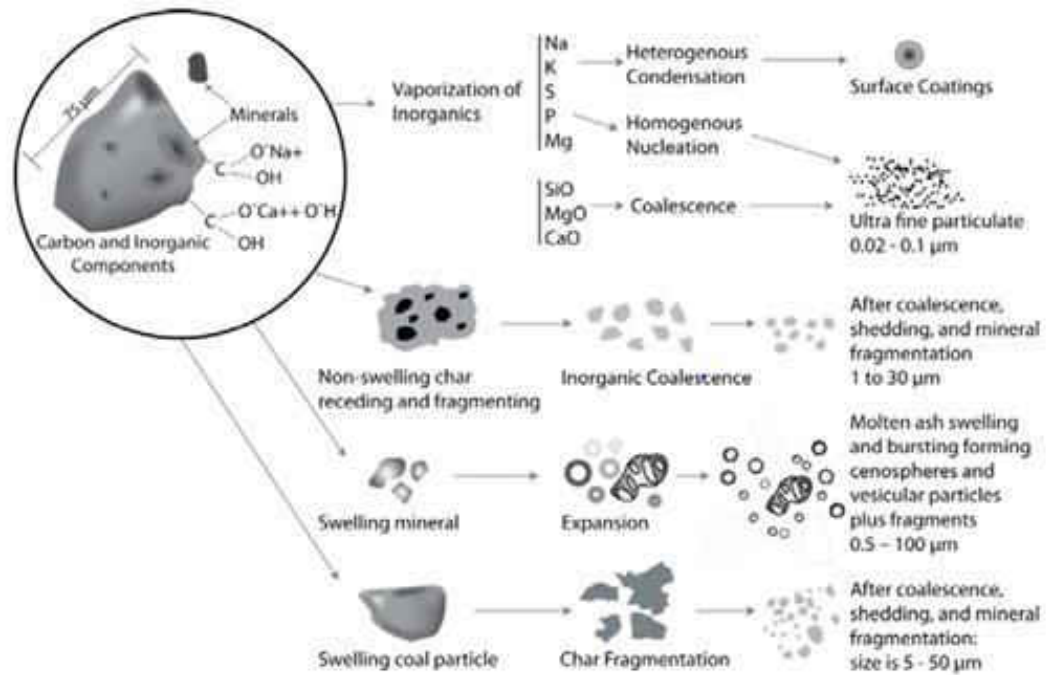 75 µm
Minerals
O⁻Na+
C
OH
O⁻Ca++ O⁻H
C
OH
Carbon and Inorganic
Components
Vaporization of
Inorganics
Na
K
S
P
Mg
Heterogenous
Condensation
Surface Coatings
Homogenous
Nucleation
SiO
MgO
CaO
Coalescence
Ultra fine particulate
0.02 - 0.1 µm
Non-swelling char
receding and fragmenting
Inorganic Coalescence
After coalescence,
shedding, and mineral
fragmentation
1 to 30 µm
Swelling mineral
Expansion
Molten ash swelling
and bursting forming
cenospheres and
vesicular particles
plus fragments
0.5 – 100 µm
Swelling coal particle
Char Fragmentation
After coalescence,
shedding, and mineral
fragmentation:
size is 5 - 50 µm